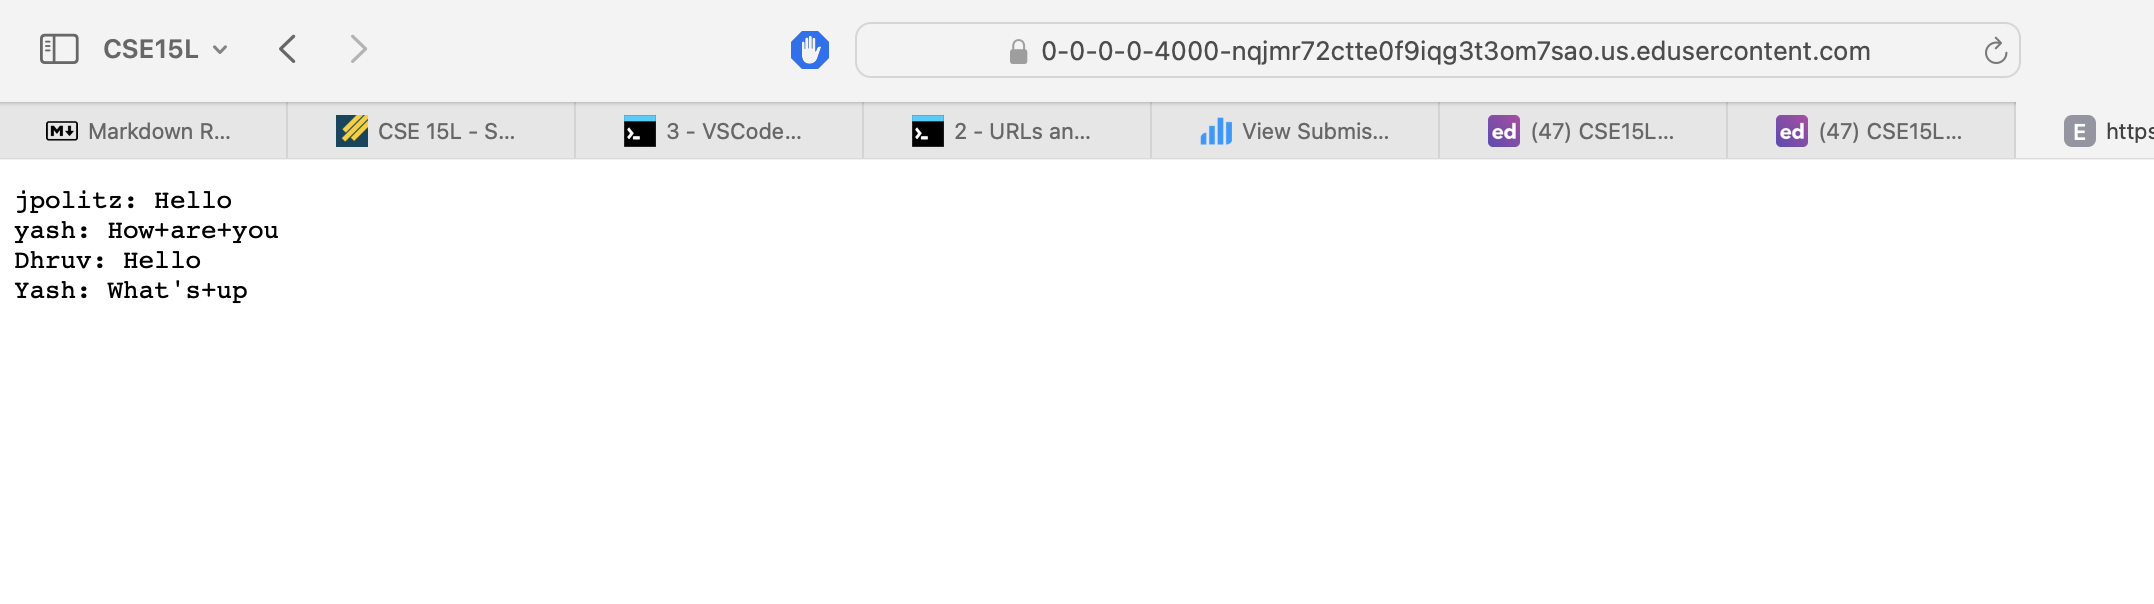 CSE15L
0-0-0-0-4000-nqjmr72ctte0f9iqg3t3om7sao.us.edusercontent.com
M Markdown R...
CSE 15L - S...
3 - VSCode...
2 - URLs an...
View Submis...
ed (47) CSE15L...
ed (47) CSE15L...
E https
jpolitz: Hello
yash: How+are+you
Dhruv: Hello
Yash: What's+up